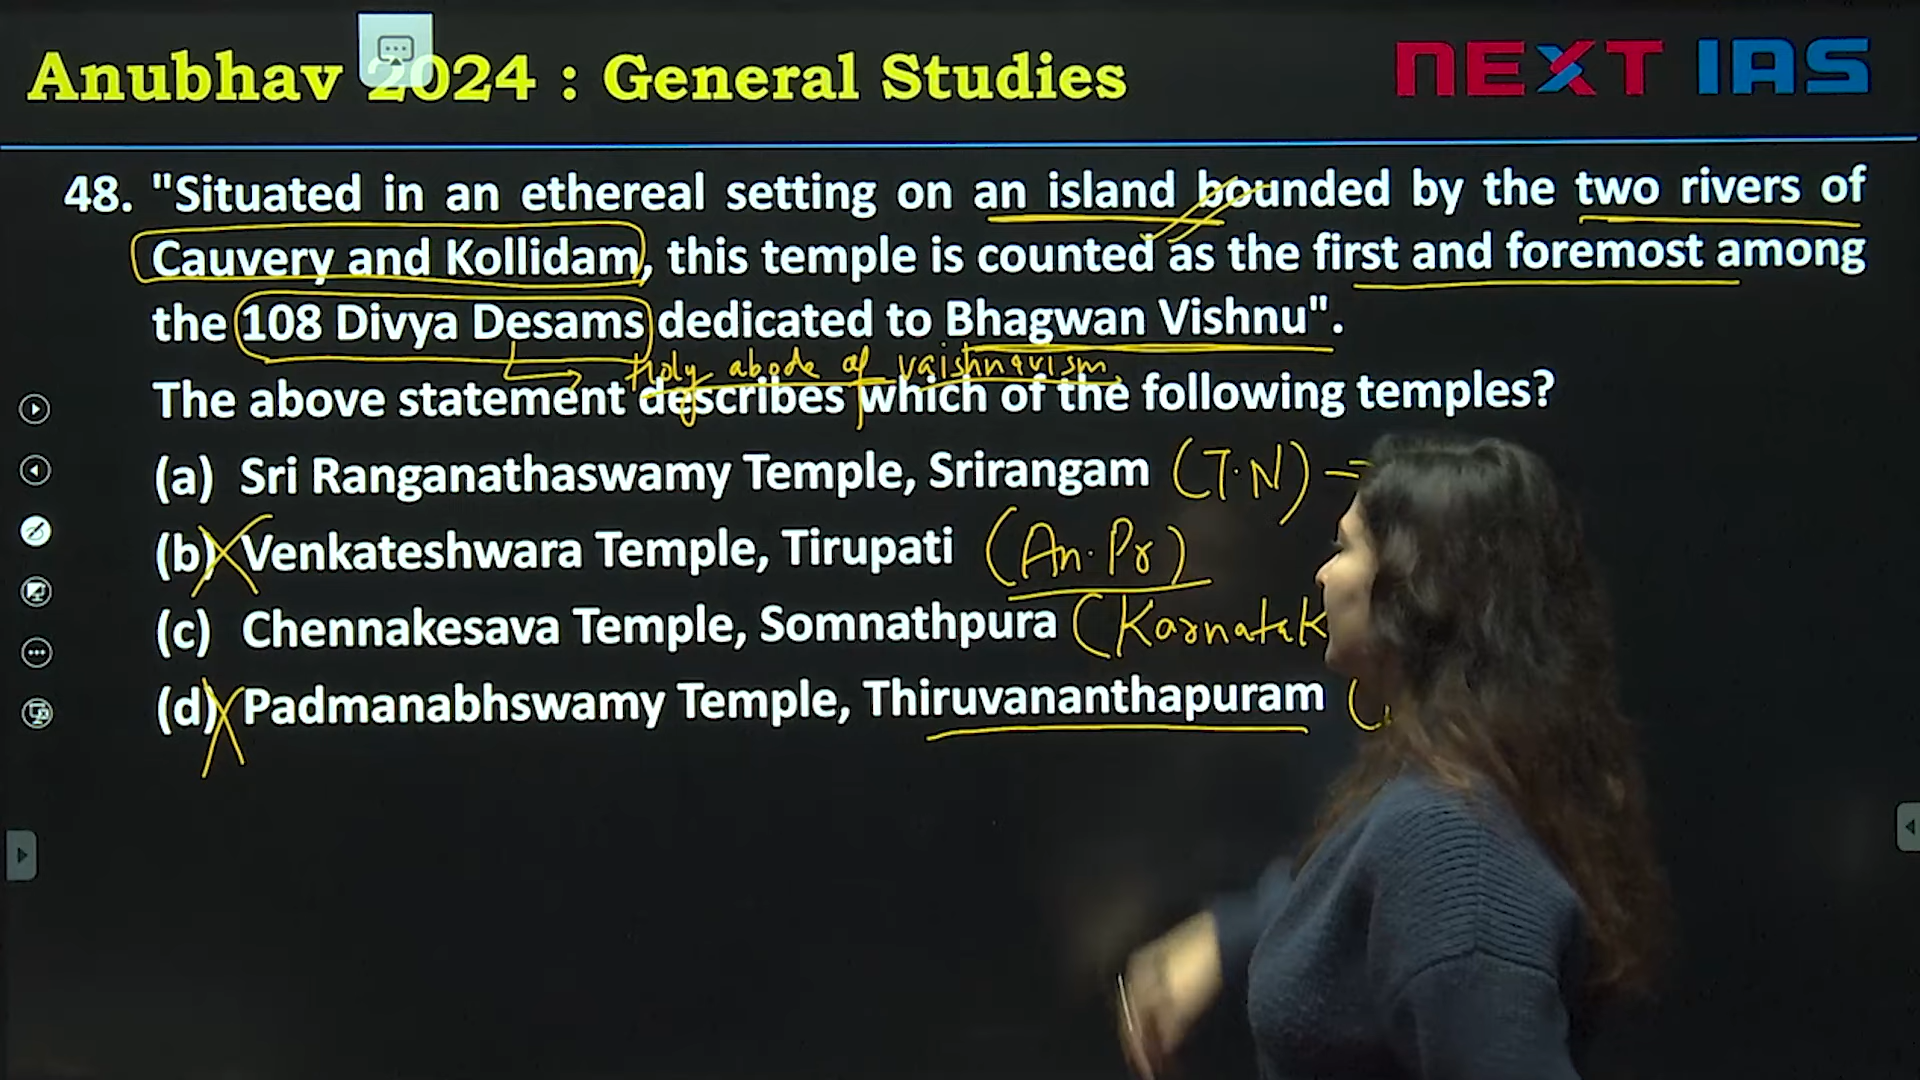 Anubhav 2024 : General Studies
NEXT IAS
48. "Situated in an ethereal setting on an island bounded by the two rivers of
Cauvery and Kollidam, this temple is counted as the first and foremost among
the 108 Divya Desams dedicated to Bhagwan Vishnu".
Holy abode of vaishnavism.
The above statement describes which of the following temples?
(a) Sri Ranganathaswamy Temple, Srirangam (T.N) –
(b) Venkateshwara Temple, Tirupati (An.Pr)
(c) Chennakesava Temple, Somnathpura (Karnatak
(d) Padmanabhswamy Temple, Thiruvananthapuram (